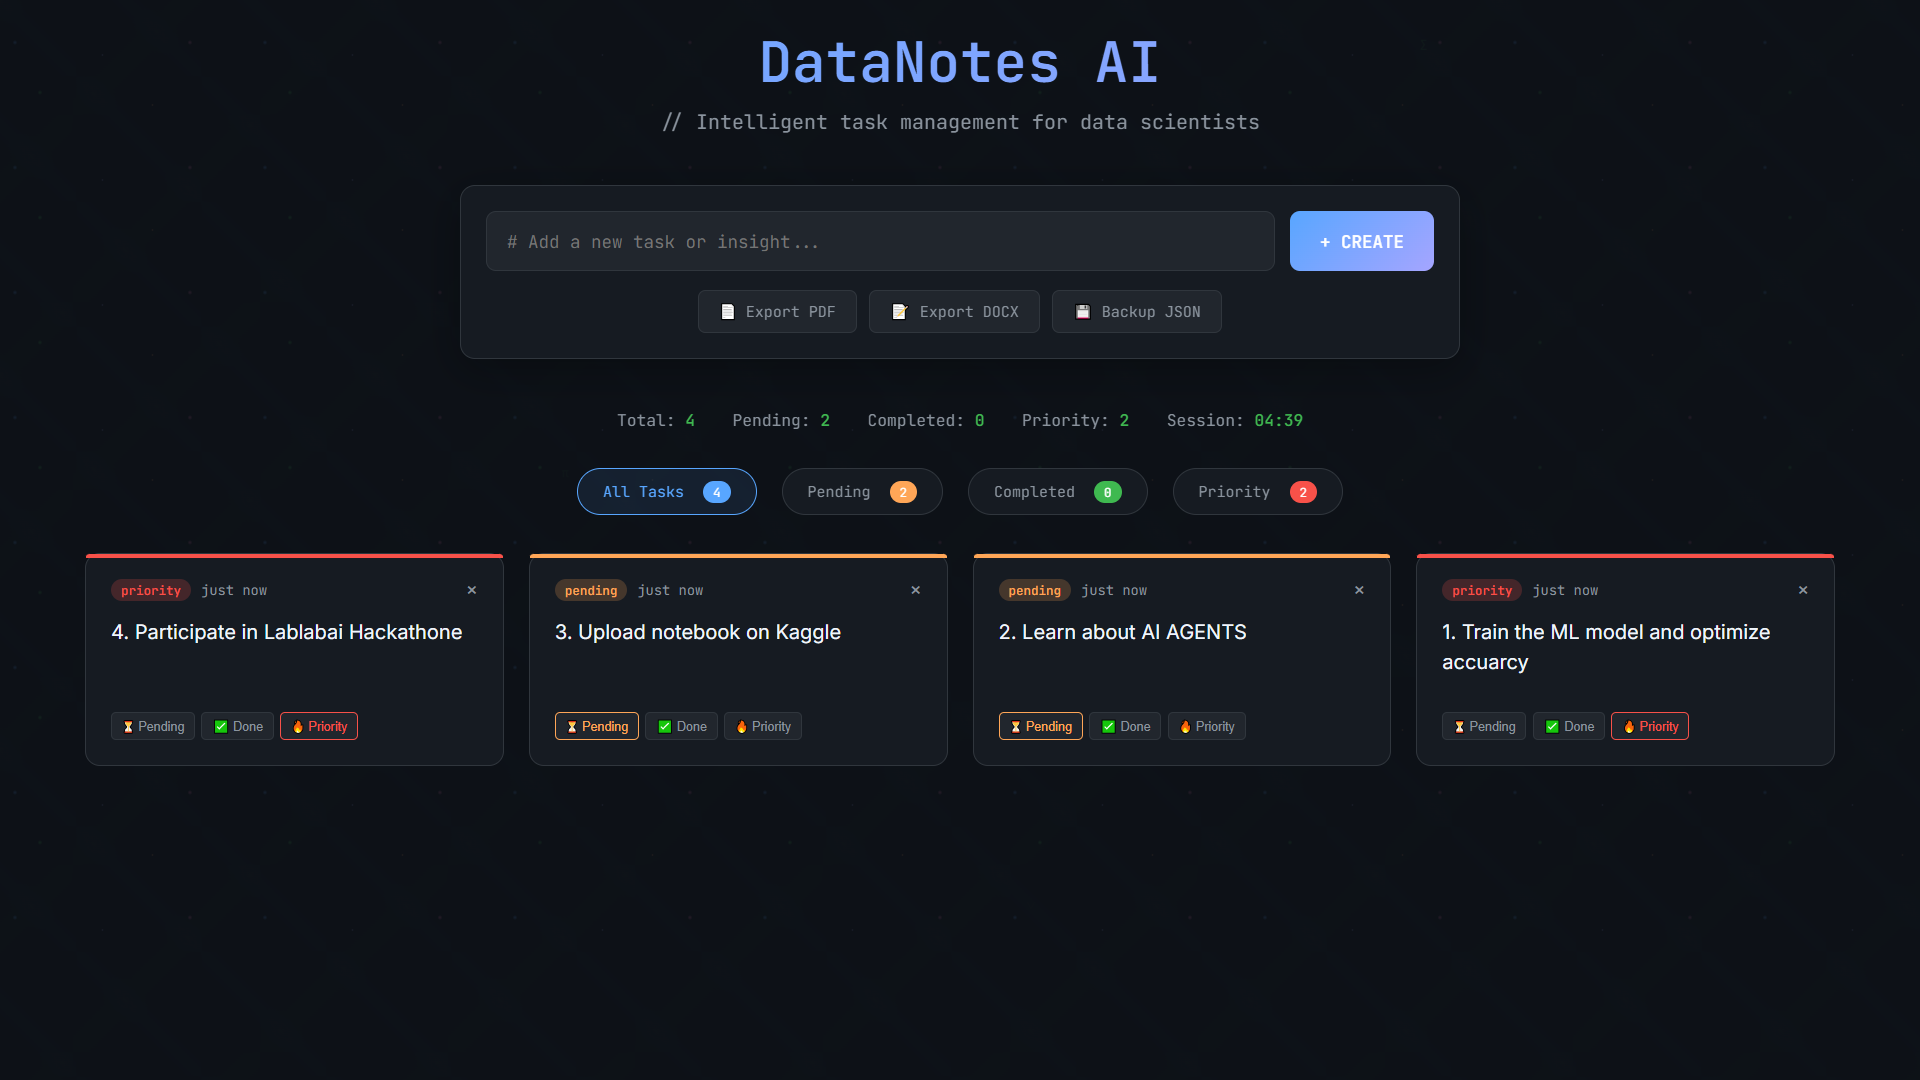 DataNotes AI
// Intelligent task management for data scientists
# Add a new task or insight...
+ CREATE
📄 Export PDF
📝 Export DOCX
💾 Backup JSON
Total: 4 Pending: 2 Completed: 0 Priority: 2 Session: 04:39
All Tasks 4
Pending 2
Completed 0
Priority 2
priority just now ×
4. Participate in Lablabai Hackathone
⏳ Pending ✅ Done 🔥 Priority
pending just now ×
3. Upload notebook on Kaggle
⏳ Pending ✅ Done 🔥 Priority
pending just now ×
2. Learn about AI AGENTS
⏳ Pending ✅ Done 🔥 Priority
priority just now ×
1. Train the ML model and optimize
accuarcy
⏳ Pending ✅ Done 🔥 Priority